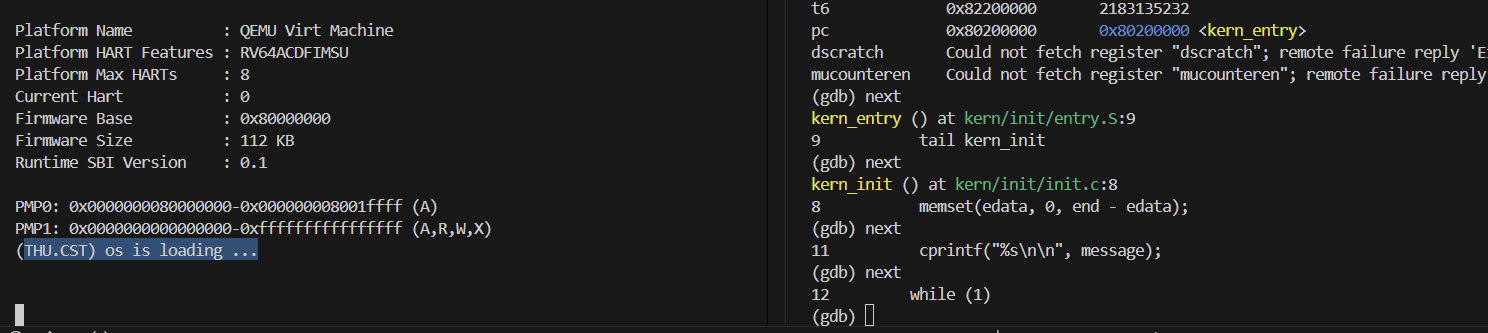 Platform Name          : QEMU Virt Machine
Platform HART Features : RV64ACDFIMSU
Platform Max HARTs     : 8
Current Hart           : 0
Firmware Base          : 0x80000000
Firmware Size          : 112 KB
Runtime SBI Version    : 0.1
PMP0: 0x0000000080000000-0x000000008001ffff (A)
PMP1: 0x0000000000000000-0xffffffffffffffff (A,R,W,X)
(THU.CST) os is loading ...
t6             0x82200000       2183135232
pc             0x80200000       0x80200000 <kern_entry>
dscratch       Could not fetch register "dscratch"; remote failure reply
mucounteren    Could not fetch register "mucounteren"; remote failure reply
(gdb) next
kern_entry () at kern/init/entry.S:9
9           tail kern_init
(gdb) next
kern_init () at kern/init/init.c:8
8           memset(edata, 0, end - edata);
(gdb) next
11          cprintf("%s\n\n", message);
(gdb) next
12         while (1)
(gdb)